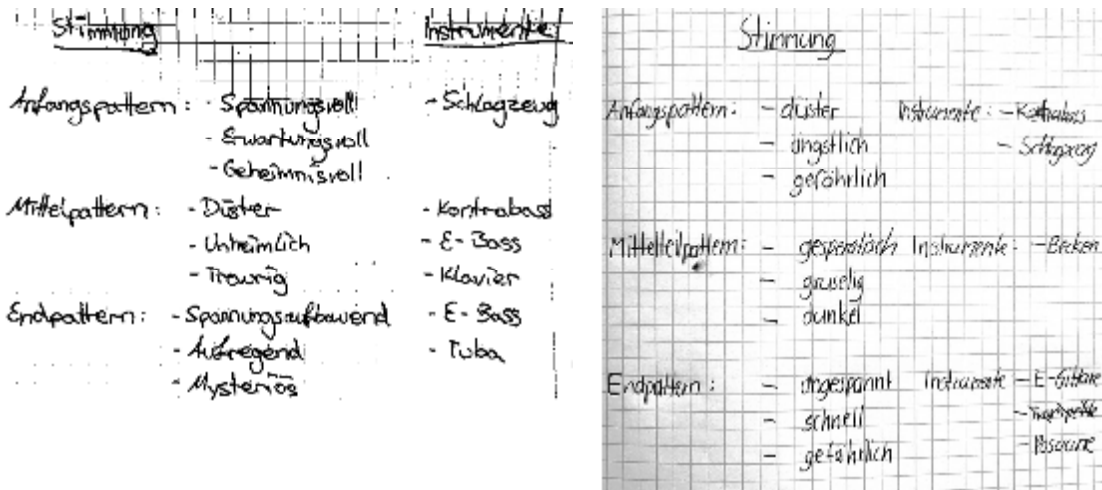 Stimmung Instrumente
Anfangspattern: - Spannungsvoll - Schlagzeug
- Erwartungsvoll
- Geheimnisvoll
Mittelpattern: - Düster - Kontrabass
- Unheimlich - E-Bass
- Traurig - Klavier
Endpattern: - Spannungsaufbauend - E-Bass
- Aufregend - Tuba
- Mysteriös
Stimmung
Anfangspattern: - düster Instrumente: - Kontrabass
- ängstlich - Schlagzeug
- gefährlich
Mittelteilpattern: - gespenstisch Instrumente: - Becken
- gruselig
- dunkel
Endpattern: - angespannt Instrumente - E-Gitarre
- schnell - Trompete
- gefährlich - Posaune